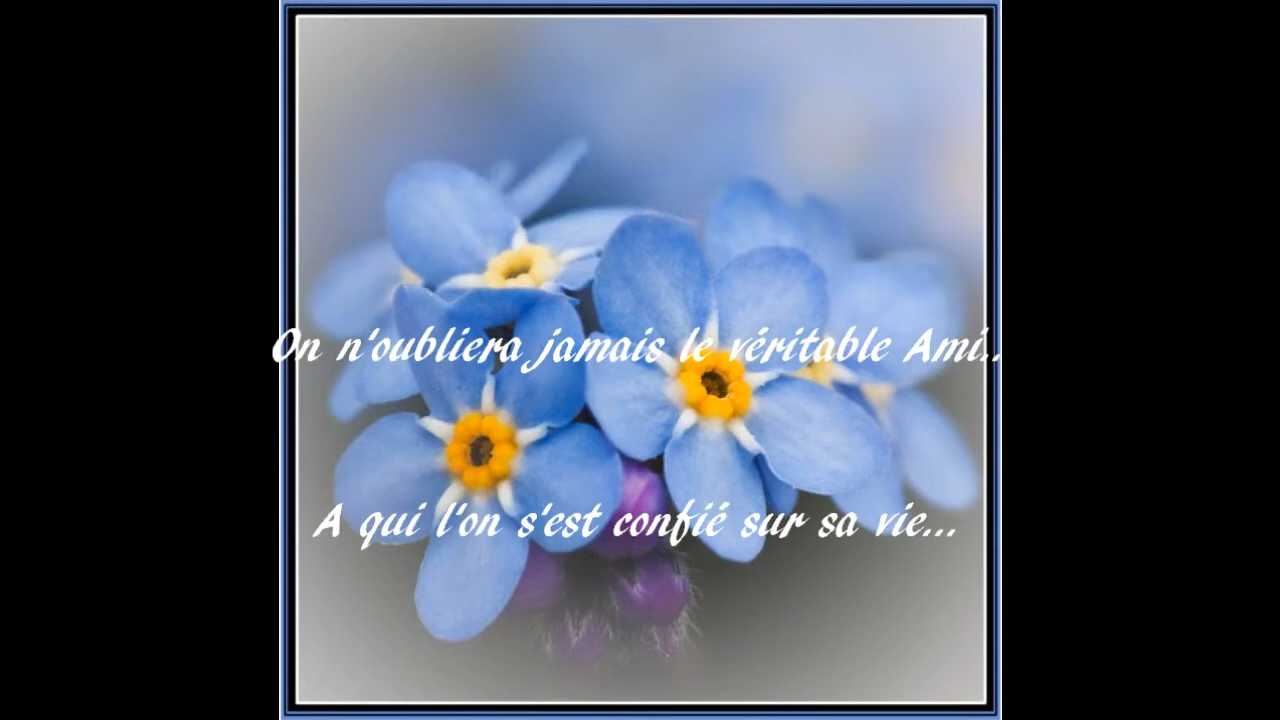 On n'oubliera jamais le véritable Ami..
A qui l'on s'est confié sur sa vie...